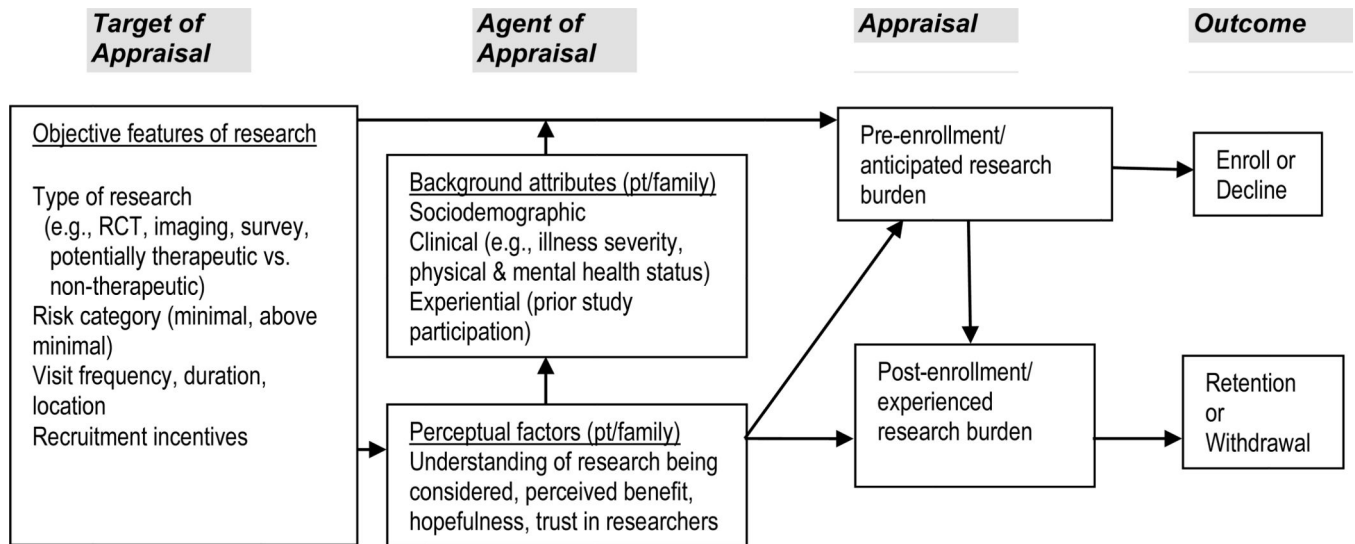 Target of
Appraisal
Agent of
Appraisal
Appraisal
Outcome
Objective features of research
Type of research
(e.g., RCT, imaging, survey,
potentially therapeutic vs.
non-therapeutic)
Risk category (minimal, above
minimal)
Visit frequency, duration,
location
Recruitment incentives
Background attributes (pt/family)
Sociodemographic
Clinical (e.g., illness severity,
physical & mental health status)
Experiential (prior study
participation)
Perceptual factors (pt/family)
Understanding of research being
considered, perceived benefit,
hopefulness, trust in researchers
Pre-enrollment/
anticipated research
burden
Post-enrollment/
experienced
research burden
Enroll or
Decline
Retention
or
Withdrawal